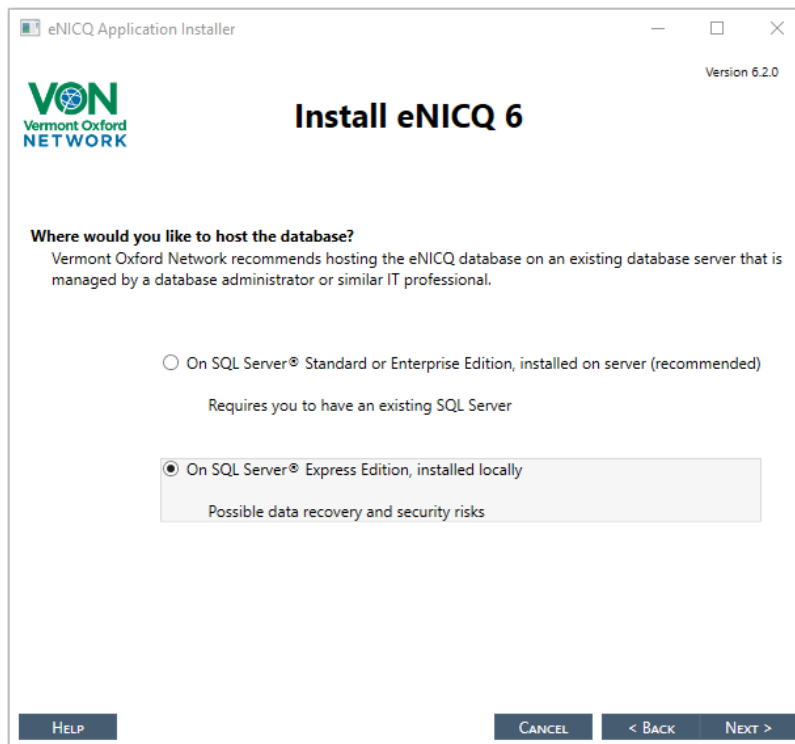 eNICQ Application Installer
Version 6.2.0
VON
Vermont Oxford
NETWORK
Install eNICQ 6
Where would you like to host the database?
Vermont Oxford Network recommends hosting the eNICQ database on an existing database server that is
managed by a database administrator or similar IT professional.
On SQL Server® Standard or Enterprise Edition, installed on server (recommended)
Requires you to have an existing SQL Server
On SQL Server® Express Edition, installed locally
Possible data recovery and security risks
HELP
CANCEL
< BACK
NEXT >